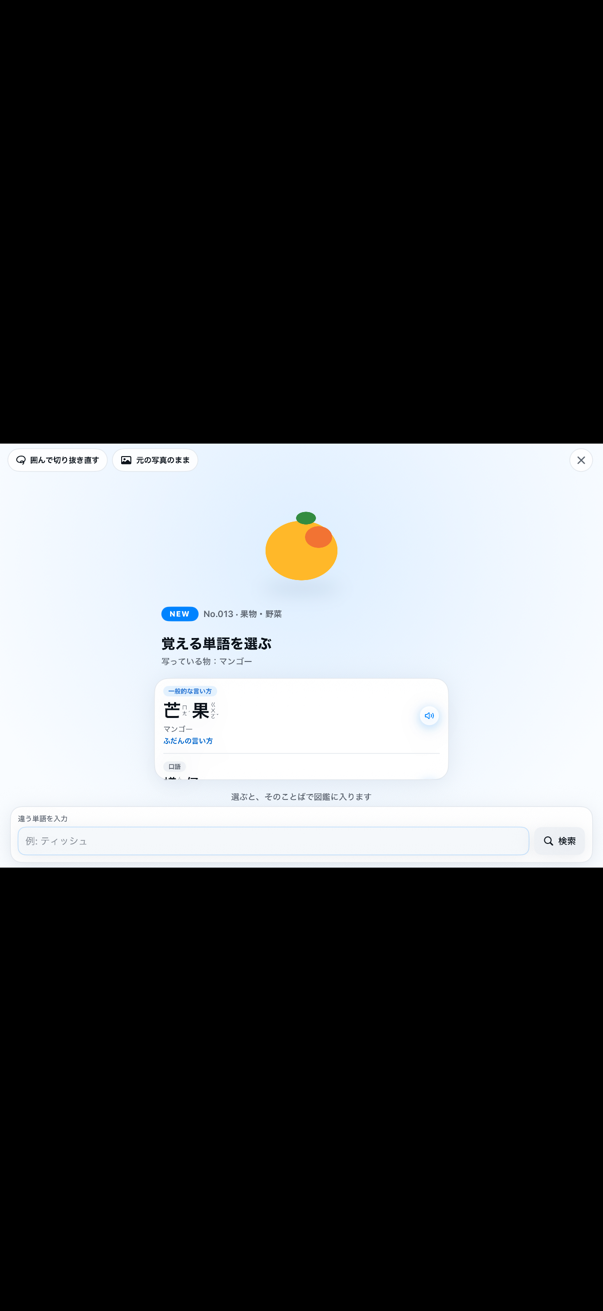 囲んで切り抜き直す
元の写真のまま
NEW No.013 · 果物・野菜
覚える単語を選ぶ
写っている物：マンゴー
一般的な言い方
芒果
マンゴー
ふだんの言い方
口語
選ぶと、そのことばで図鑑に入ります
違う単語を入力
例: ティッシュ
検索